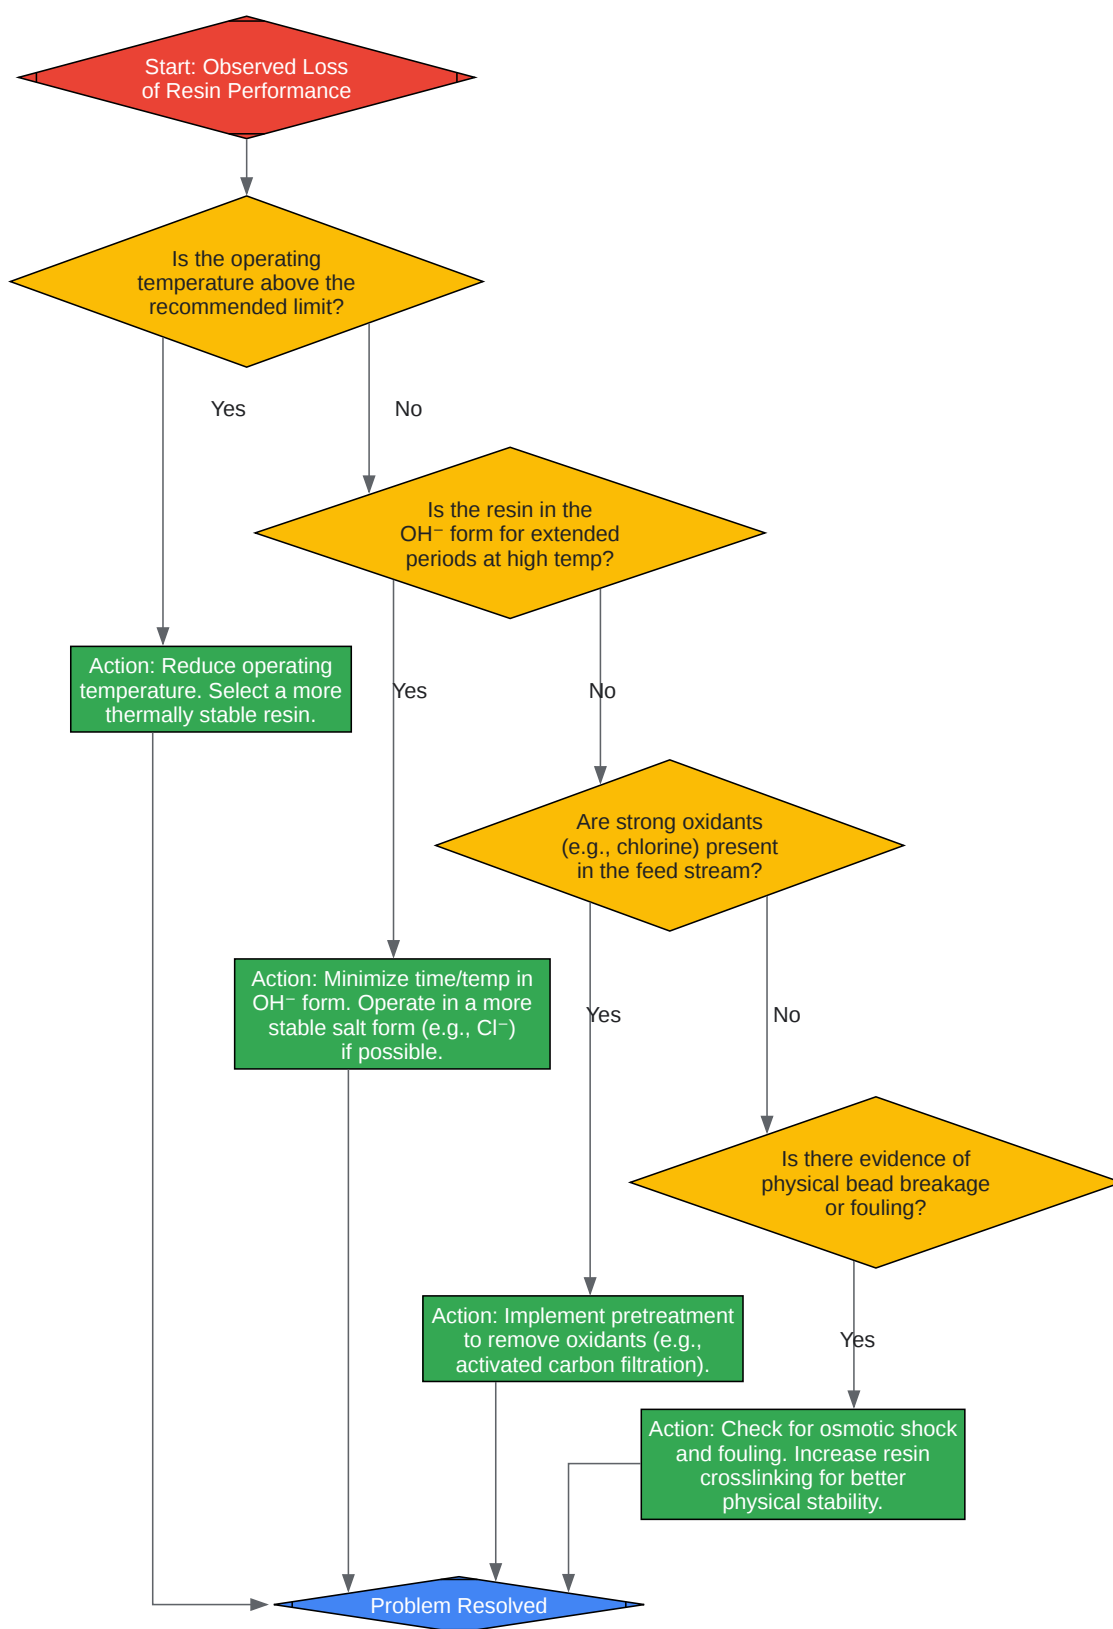 Start: Observed Loss
of Resin Performance
Is the operating
temperature above the
recommended limit?
Yes
No
Is the resin in the
OH⁻ form for extended
periods at high temp?
Action: Reduce operating
temperature. Select a more
thermally stable resin.
Yes
No
Are strong oxidants
(e.g., chlorine) present
in the feed stream?
Action: Minimize time/temp in
OH⁻ form. Operate in a more
stable salt form (e.g., Cl⁻)
if possible.
Yes
No
Is there evidence of
physical bead breakage
or fouling?
Action: Implement pretreatment
to remove oxidants (e.g.,
activated carbon filtration).
Yes
Action: Check for osmotic shock
and fouling. Increase resin
crosslinking for better
physical stability.
Problem Resolved